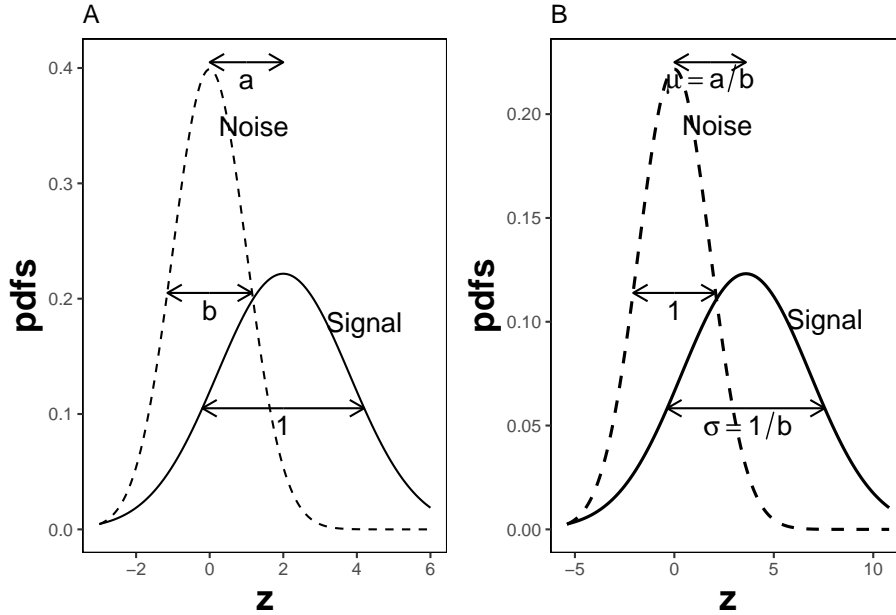 A
0.4
0.3
0.2
0.1
0.0
pdfs
a
Noise
b
Signal
1
−2
0
2
4
6
z
B
0.20
0.15
0.10
0.05
0.00
pdfs
μ = a/b
Noise
1
Signal
σ = 1/b
−5
0
5
10
z